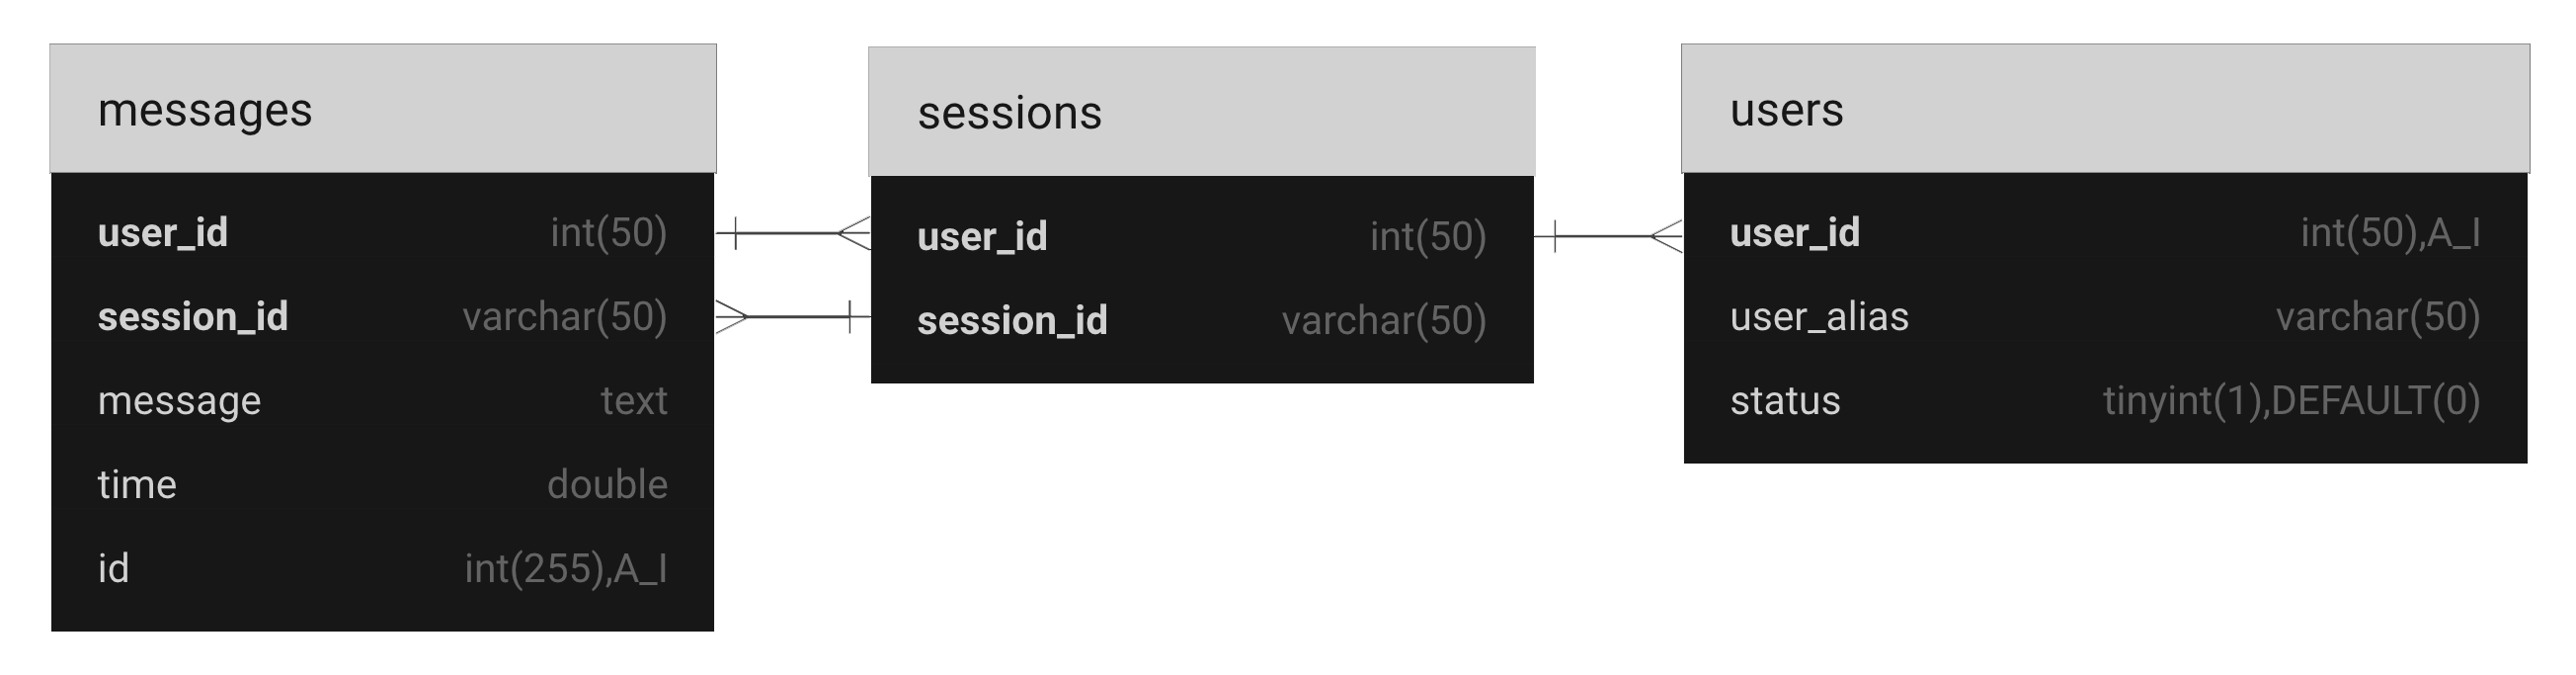 messages
user_id int(50)
session_id varchar(50)
message text
time double
id int(255),A_I
sessions
user_id int(50)
session_id varchar(50)
users
user_id int(50),A_I
user_alias varchar(50)
status tinyint(1),DEFAULT(0)